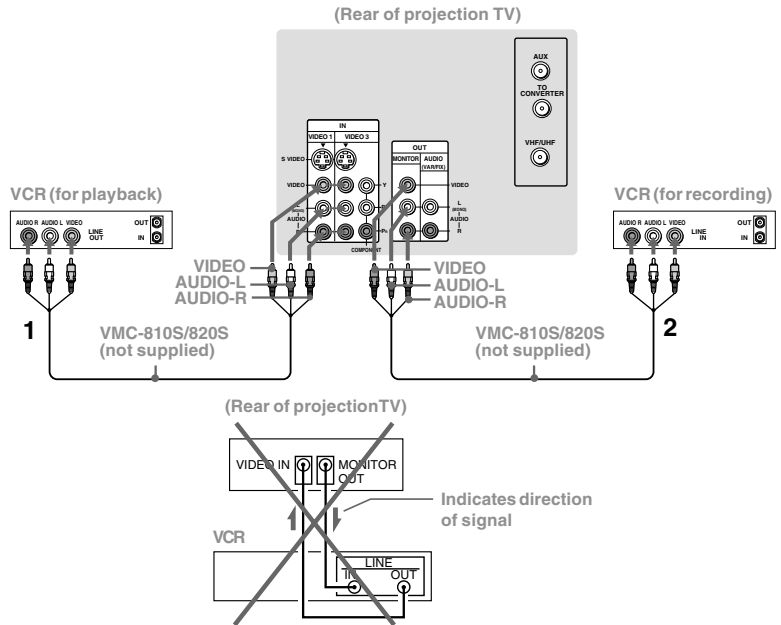 (Rear of projection TV)
AUX
TO
CONVERTER
VHF/UHF
IN
VIDEO 1 VIDEO 3
S VIDEO
VIDEO
Y
L
(MONO)
AUDIO
R
COMPONENT
OUT
MONITOR AUDIO
(VAR/FIX)
VIDEO
L
(MONO)
AUDIO
R
VCR (for playback)
AUDIO R AUDIO L VIDEO
LINE
OUT
OUT
IN
VCR (for recording)
AUDIO R AUDIO L VIDEO
LINE
IN
OUT
IN
VIDEO
AUDIO-L
AUDIO-R
VIDEO
AUDIO-L
AUDIO-R
1
VMC-810S/820S
(not supplied)
VMC-810S/820S
(not supplied)
2
(Rear of projectionTV)
VIDEO IN
MONITOR
OUT
Indicates direction
of signal
VCR
LINE
IN OUT